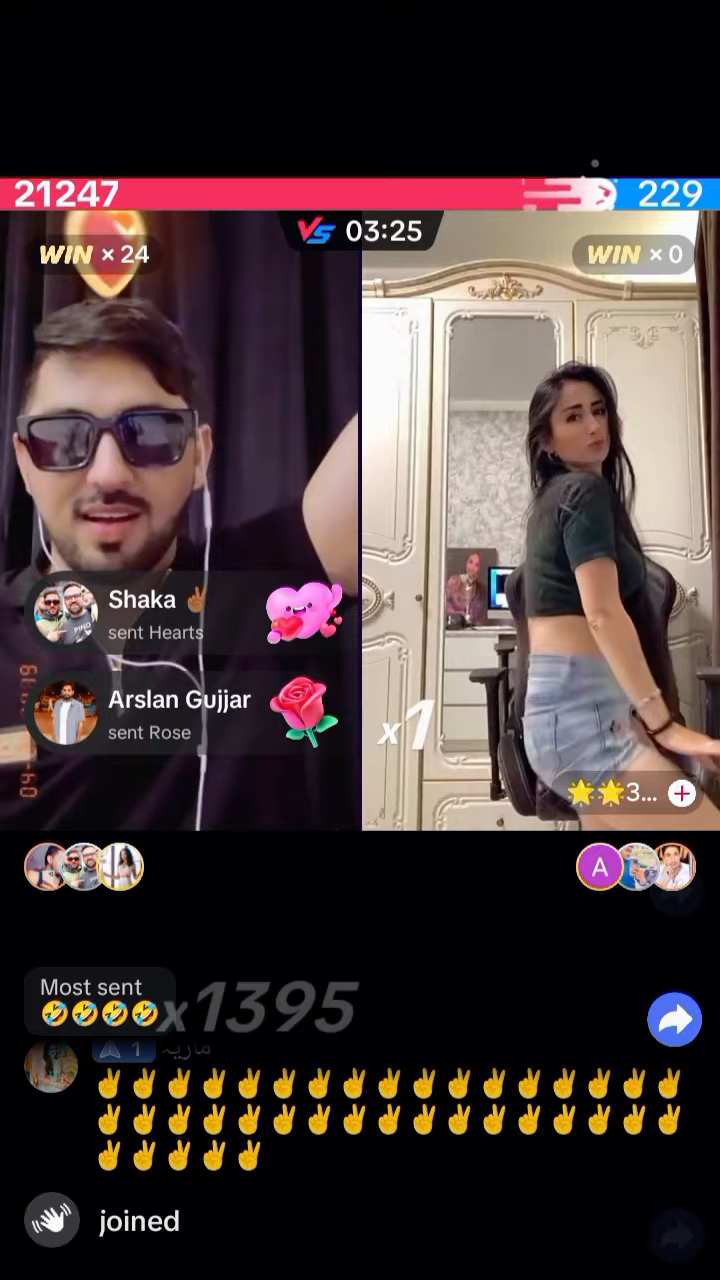 21247
229
VS 03:25
WIN × 24
WIN × 0
Shaka ✌🏾
sent Hearts
Arslan Gujjar
sent Rose
x1
🌟🌟3...
A
Most sent
🤣🤣🤣🤣
x1395
1 ماریہ
✌✌✌✌✌✌✌✌✌✌✌✌✌✌✌✌✌
✌✌✌✌✌✌✌✌✌✌✌✌✌✌✌✌✌
✌✌✌✌✌
joined